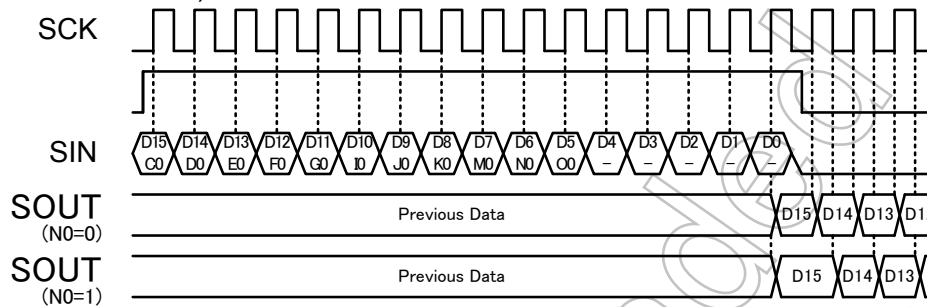 SCK
SIN
D15 D14 D13 D12 D11 D10 D9 D8 D7 D6 D5 D4 D3 D2 D1 D0
C0 D0 E0 F0 G0 I0 J0 K0 M0 N0 O0 - - - - -
SOUT
(N0=0)
Previous Data
D15 D14 D13
SOUT
(N0=1)
Previous Data
D15 D14 D13